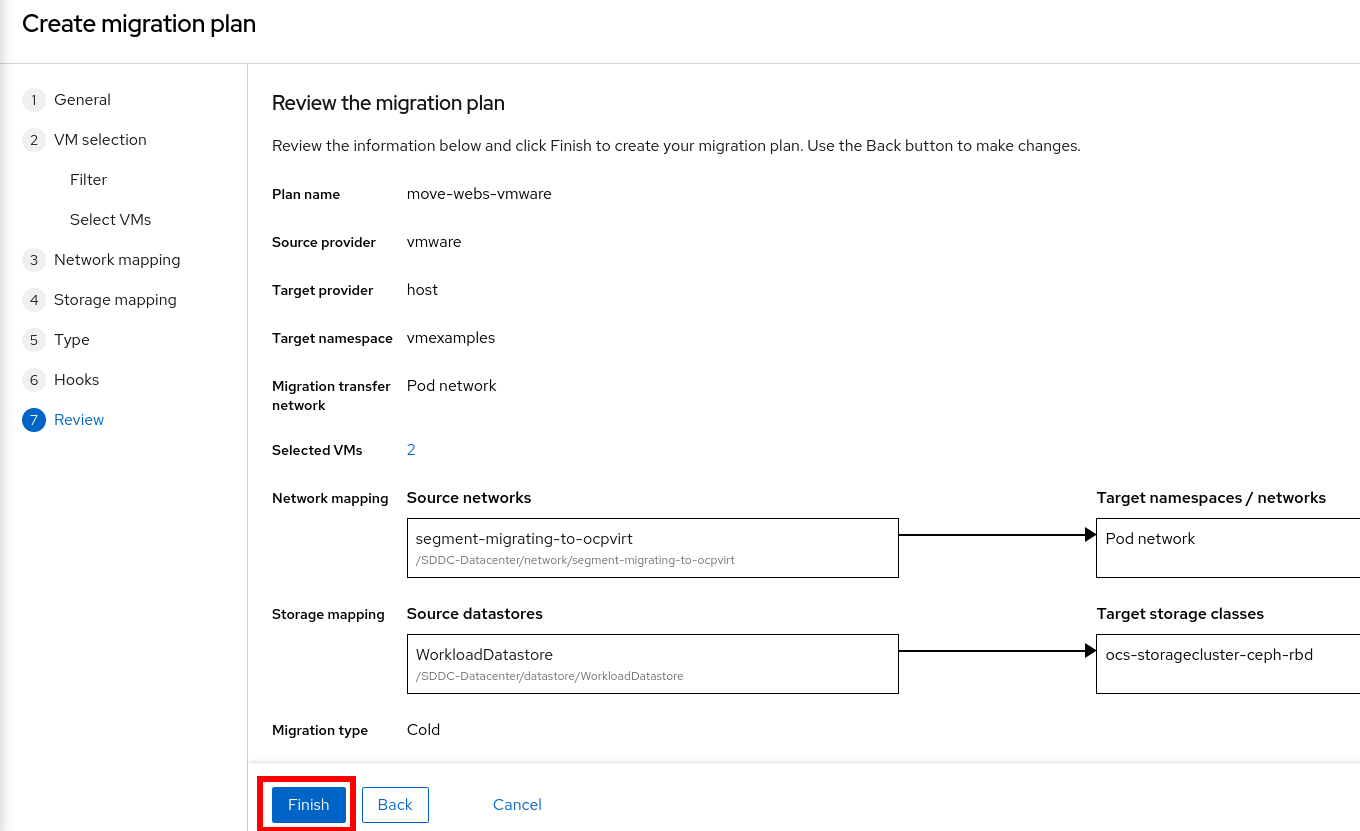 Create migration plan
1 General
2 VM selection
Filter
Select VMs
3 Network mapping
4 Storage mapping
5 Type
6 Hooks
7 Review
Review the migration plan
Review the information below and click Finish to create your migration plan. Use the Back button to make changes.
Plan name move-webs-vmware
Source provider vmware
Target provider host
Target namespace vmexamples
Migration transfer Pod network
network
Selected VMs 2
Network mapping Source networks Target namespaces / networks
segment-migrating-to-ocpvirt Pod network
/SDDC-Datacenter/network/segment-migrating-to-ocpvirt
Storage mapping Source datastores Target storage classes
WorkloadDatastore ocs-storagecluster-ceph-rbd
/SDDC-Datacenter/datastore/WorkloadDatastore
Migration type Cold
Finish Back Cancel